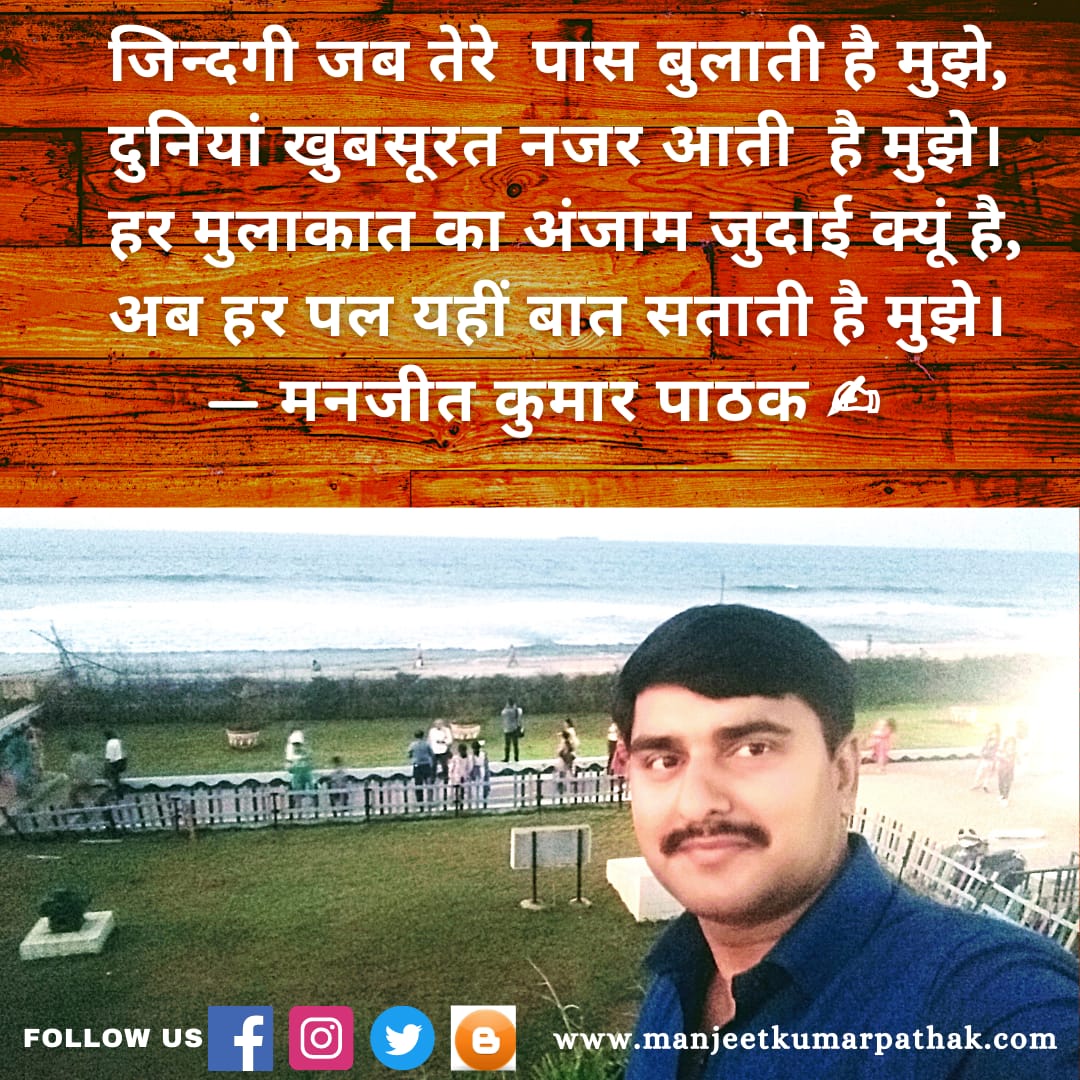 जिन्दगी जब तेरे पास बुलाती है मुझे,
दुनियां खुबसूरत नजर आती है मुझे।
हर मुलाकात का अंजाम जुदाई क्यूं है,
अब हर पल यहीं बात सताती है मुझे।
— मनजीत कुमार पाठक ✍
FOLLOW US
www.manjeetkumarpathak.com